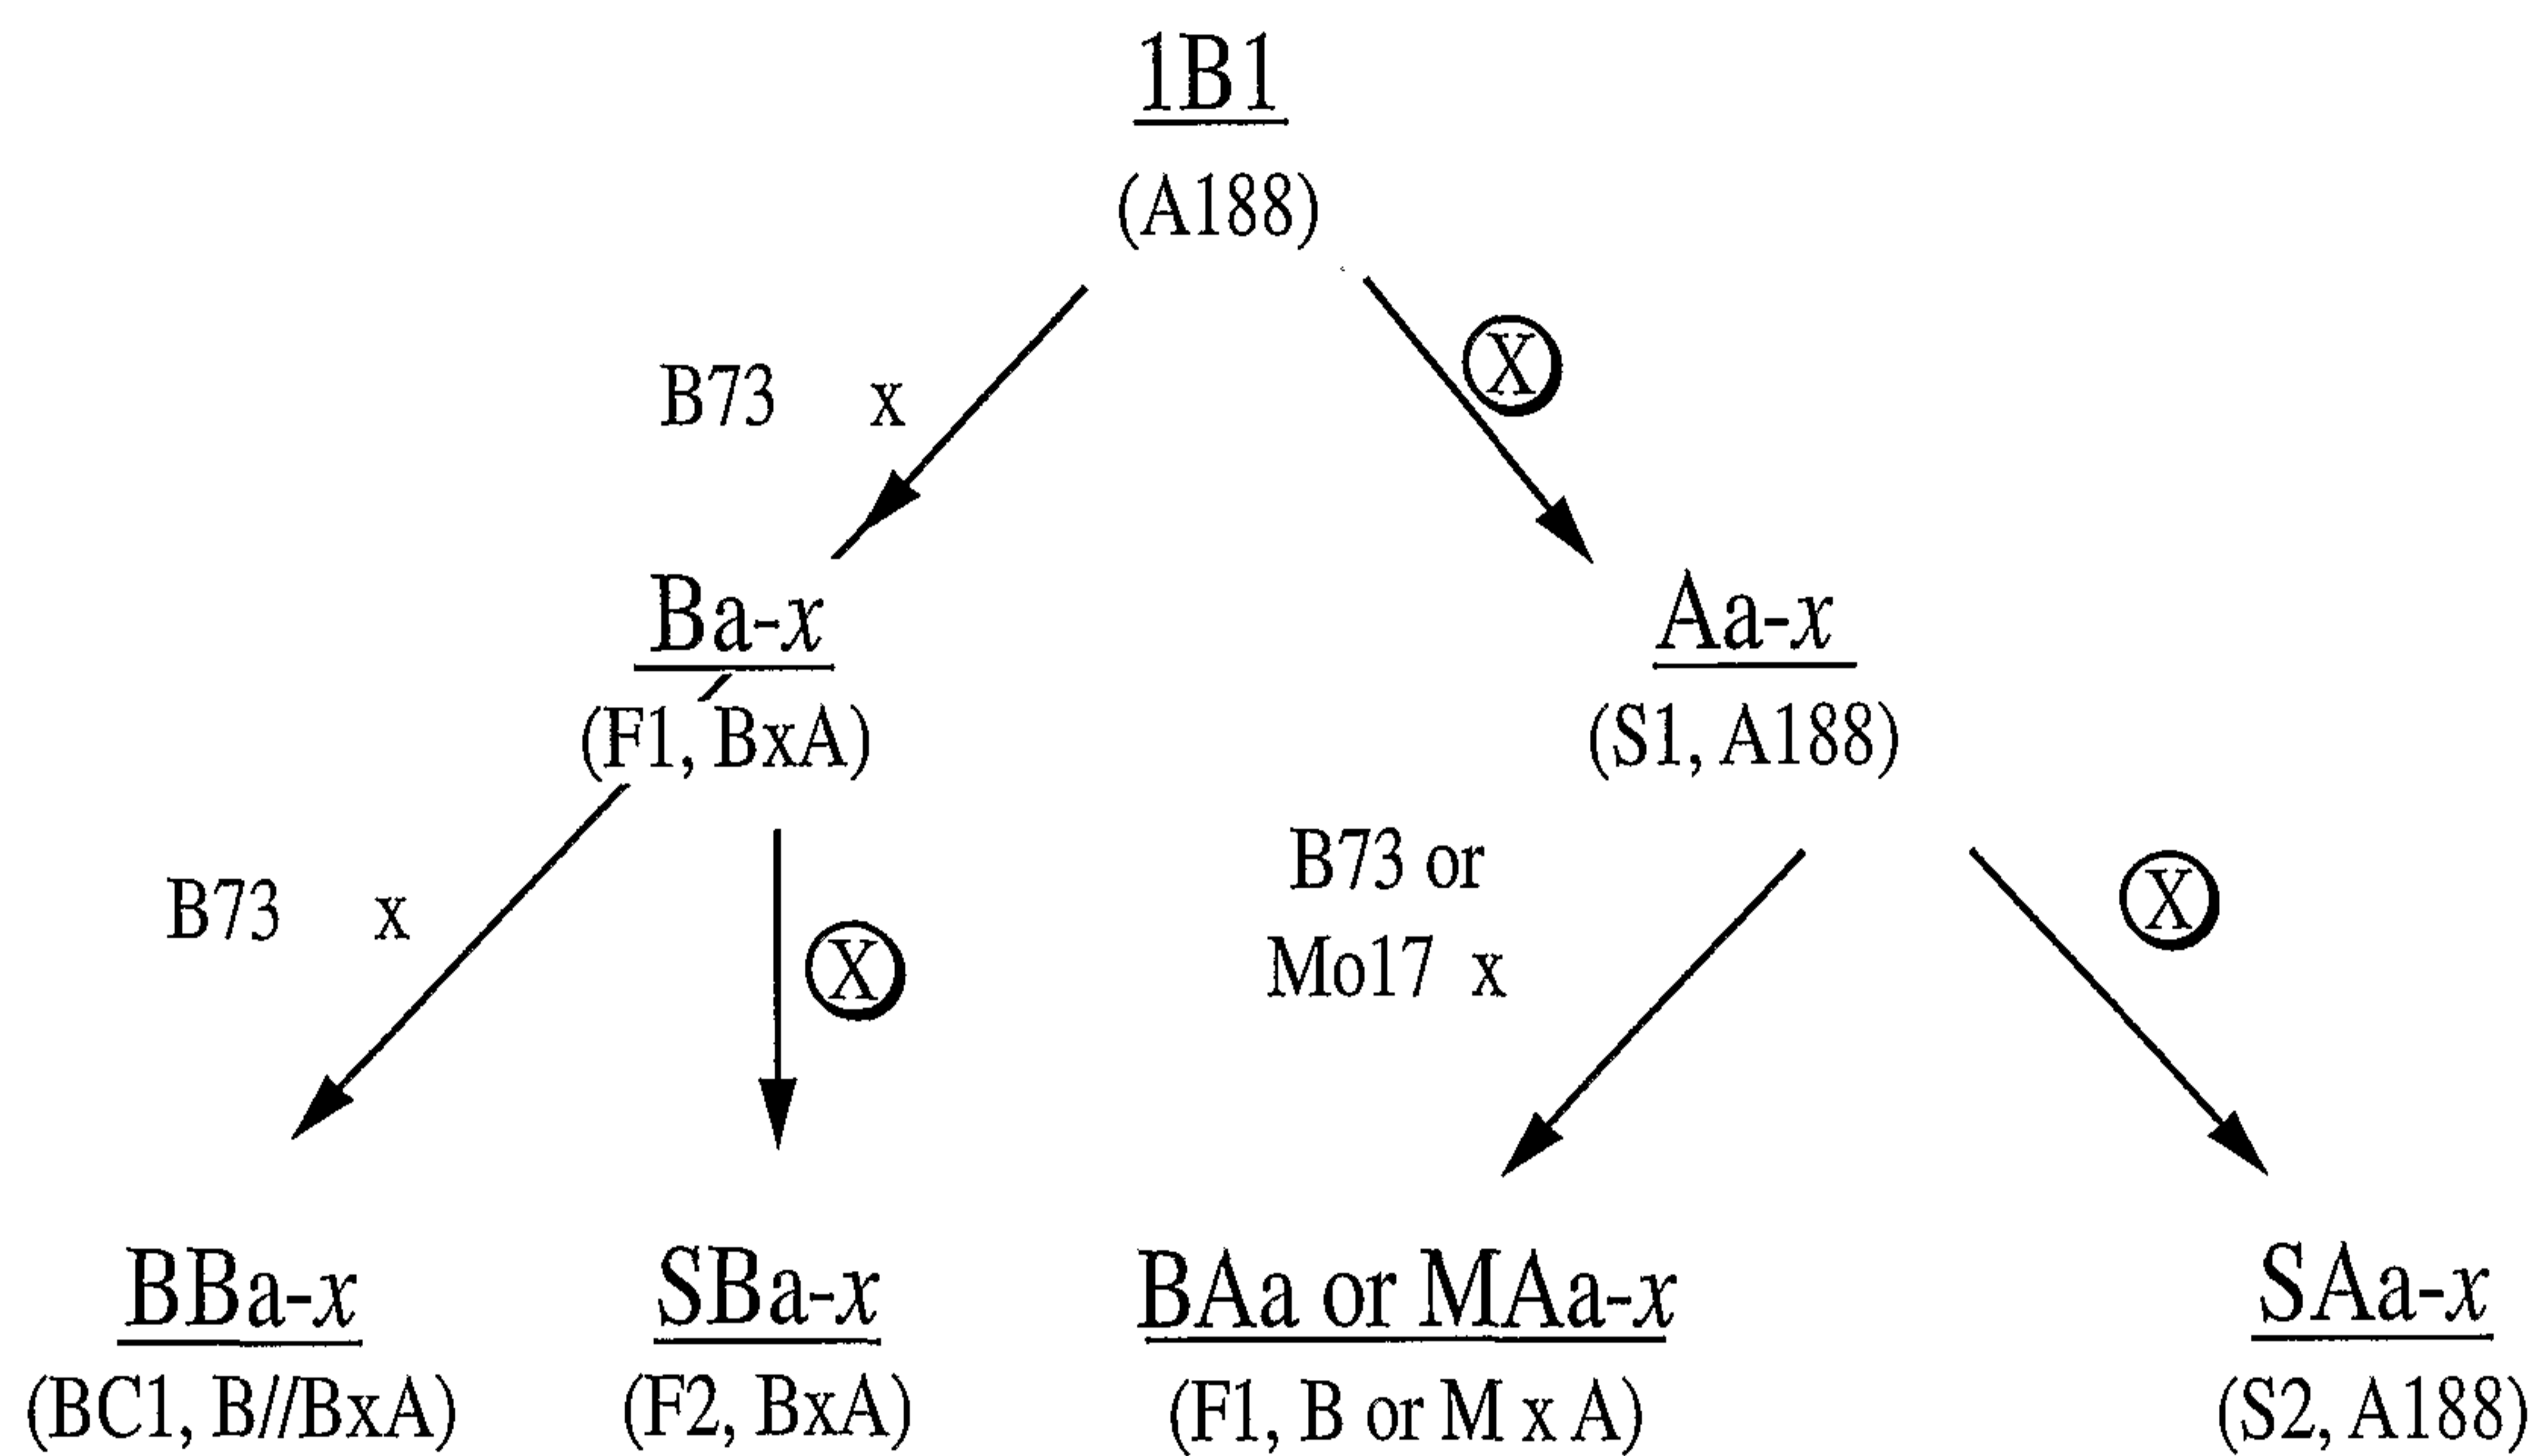 1B1
(A188)
B73 x
X
Ba-x
(F1, BxA)
Aa-x
(S1, A188)
B73 x
X
B73 or
Mo17 x
X
BBa-x
(BC1, B//BxA)
SBa-x
(F2, BxA)
BAa or MAa-x
(F1, B or M x A)
SAa-x
(S2, A188)